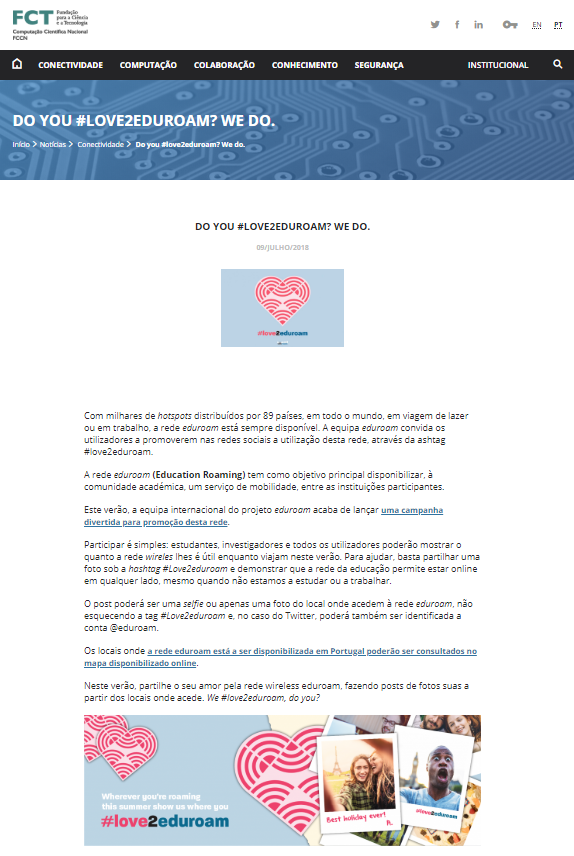 FCT Fundação
para a Ciência
e a Tecnologia
Computação Científica Nacional
FCCN
EN PT
CONECTIVIDADE COMPUTAÇÃO COLABORAÇÃO CONHECIMENTO SEGURANÇA INSTITUCIONAL
DO YOU #LOVE2EDUROAM? WE DO.
Início > Notícias > Conectividade > Do you #love2eduroam? We do.
DO YOU #LOVE2EDUROAM? WE DO.
09/JULHO/2018
#love2eduroam
Com milhares de hotspots distribuídos por 89 países, em todo o mundo, em viagem de lazer
ou em trabalho, a rede eduroam está sempre disponível. A equipa eduroam convida os
utilizadores a promoverem nas redes sociais a utilização desta rede, através da ashtag
#love2eduroam.
A rede eduroam (Education Roaming) tem como objetivo principal disponibilizar, à
comunidade académica, um serviço de mobilidade, entre as instituições participantes.
Este verão, a equipa internacional do projeto eduroam acaba de lançar uma campanha
divertida para promoção desta rede.
Participar é simples: estudantes, investigadores e todos os utilizadores poderão mostrar o
quanto a rede wireles lhes é útil enquanto viajam neste verão. Para ajudar, basta partilhar uma
foto sob a hashtag #Love2eduroam e demonstrar que a rede da educação permite estar online
em qualquer lado, mesmo quando não estamos a estudar ou a trabalhar.
O post poderá ser uma selfie ou apenas uma foto do local onde acedem à rede eduroam, não
esquecendo a tag #Love2eduroam e, no caso do Twitter, poderá também ser identificada a
conta @eduroam.
Os locais onde a rede eduroam está a ser disponibilizada em Portugal poderão ser consultados no
mapa disponibilizado online.
Neste verão, partilhe o seu amor pela rede wireless eduroam, fazendo posts de fotos suas a
partir dos locais onde acede. We #love2eduroam, do you?
Wherever you're roaming
this summer show us where you
#love2eduroam
Best holiday ever!
#love2eduroam